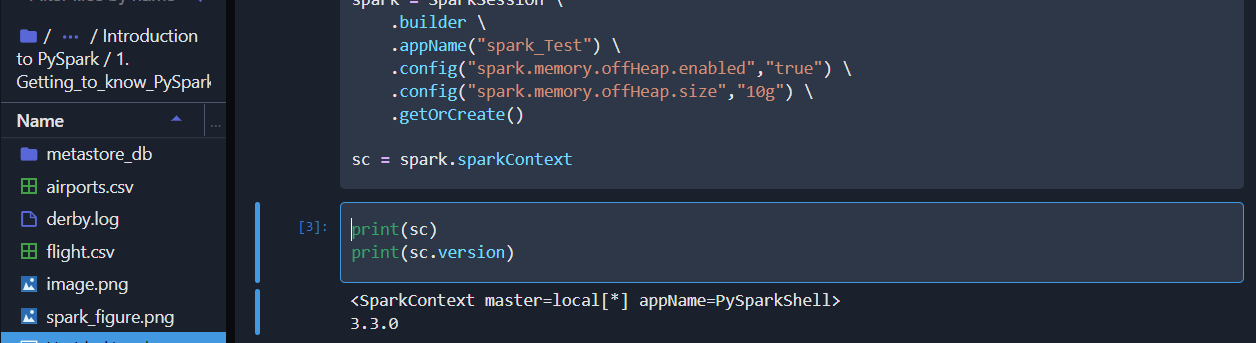 spark = SparkSession \
.builder \
.appName("spark_Test") \
.config("spark.memory.offHeap.enabled","true") \
.config("spark.memory.offHeap.size","10g") \
.getOrCreate()
sc = spark.sparkContext
/ ··· / Introduction
to PySpark / 1.
Getting_to_know_PySpark
Name
...
metastore_db
airports.csv
derby.log
flight.csv
image.png
spark_figure.png
[3]:
print(sc)
print(sc.version)
<SparkContext master=local[*] appName=PySparkShell>
3.3.0